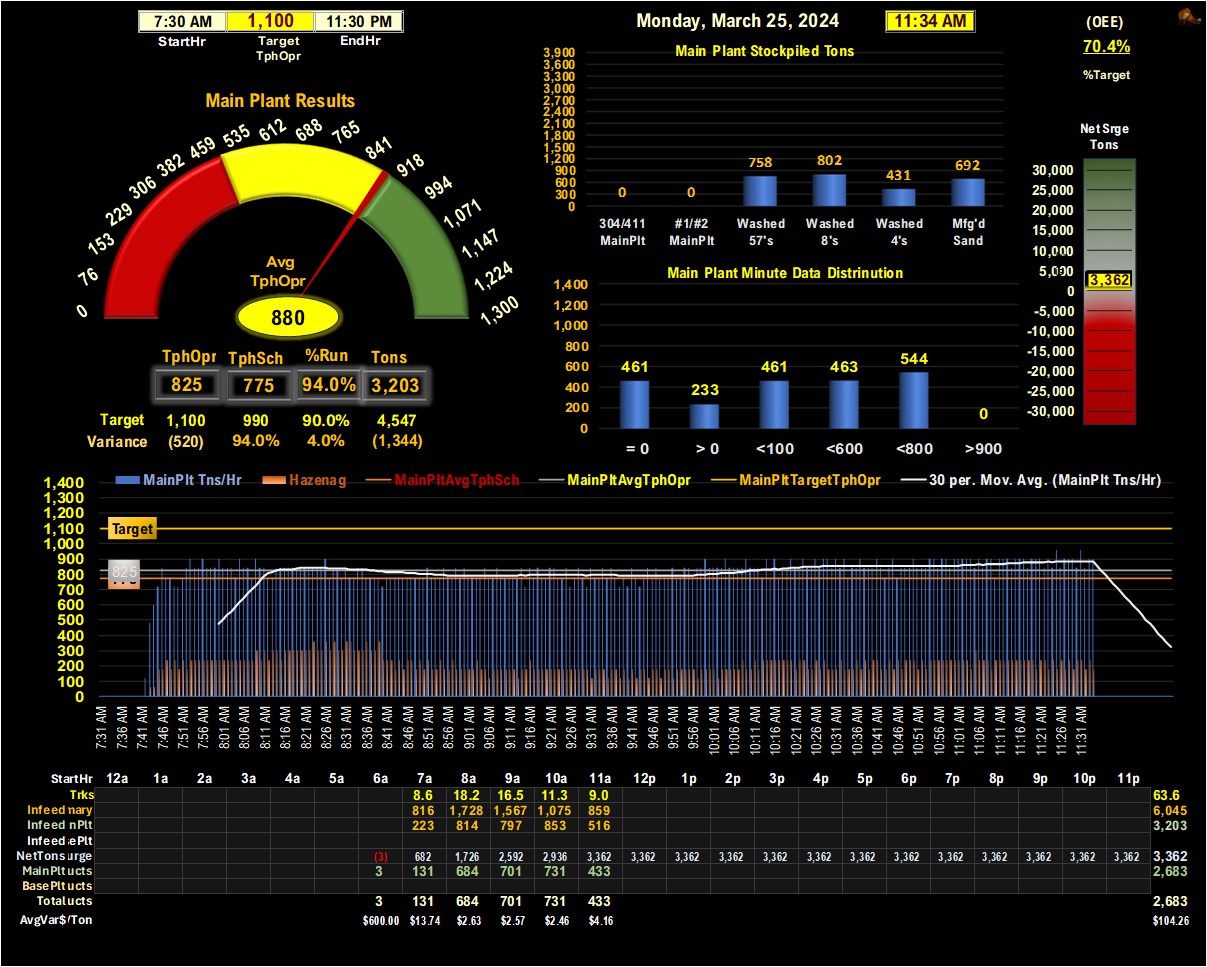 7:30 AM 1,100 11:30 PM
StartHr Target TphOpr EndHr
Monday, March 25, 2024 11:34 AM
(OEE)
70.4%
%Target
Main Plant Results
0 76 153 229 306 382 459 535 612 688 765 841 918 994 1,071 1,147 1,224 1,300
Avg
TphOpr
880
TphOpr TphSch %Run Tons
825 775 94.0% 3,203
Target 1,100 990 90.0% 4,547
Variance (520) 94.0% 4.0% (1,344)
Main Plant Stockpiled Tons
3,900
3,600
3,300
3,000
2,700
2,400
2,100
1,800
1,500
1,200
900
600
300
0
0 0 758 802 431 692
304/411 MainPlt #1/#2 MainPlt Washed 57's Washed 8's Washed 4's Mfg'd Sand
Main Plant Minute Data Distrinution
1,400
1,200
1,000
800
600
400
200
0
461 233 461 463 544 0
= 0 > 0 <100 <600 <800 >900
Net Srge
Tons
30,000
25,000
20,000
15,000
10,000
5,000
3,362
0
-5,000
-10,000
-15,000
-20,000
-25,000
-30,000
MainPlt Tns/Hr Hazenag MainPltAvgTphSch MainPltAvgTphOpr MainPltTargetTphOpr 30 per. Mov. Avg. (MainPlt Tns/Hr)
1,400
1,300
1,200
1,100
1,000
900
800
700
600
500
400
300
200
100
0
Target
825
7:31 AM 7:36 AM 7:41 AM 7:46 AM 7:51 AM 7:56 AM 8:01 AM 8:06 AM 8:11 AM 8:16 AM 8:21 AM 8:26 AM 8:31 AM 8:36 AM 8:41 AM 8:46 AM 8:51 AM 8:56 AM 9:01 AM 9:06 AM 9:11 AM 9:16 AM 9:21 AM 9:26 AM 9:31 AM 9:36 AM 9:41 AM 9:46 AM 9:51 AM 9:56 AM 10:01 AM 10:06 AM 10:11 AM 10:16 AM 10:21 AM 10:26 AM 10:31 AM 10:36 AM 10:41 AM 10:46 AM 10:51 AM 10:56 AM 11:01 AM 11:06 AM 11:11 AM 11:16 AM 11:21 AM 11:26 AM 11:31 AM
StartHr 12a 1a 2a 3a 4a 5a 6a 7a 8a 9a 10a 11a 12p 1p 2p 3p 4p 5p 6p 7p 8p 9p 10p 11p
Trks 8.6 18.2 16.5 11.3 9.0 63.6
Infeed nary 816 1,728 1,567 1,075 859 6,045
Infeed n Plt 223 814 797 853 516 3,203
Infeed e Plt
NetTons urge (3) 682 1,726 2,592 2,936 3,362 3,362 3,362 3,362 3,362 3,362 3,362 3,362 3,362 3,362 3,362 3,362 3,362 3,362
MainPlt ucts 3 131 684 701 731 433 2,683
BasePlt ucts
Total ucts 3 131 684 701 731 433 2,683
AvgVar$/Ton $600.00 $13.74 $2.63 $2.57 $2.46 $4.16 $104.26